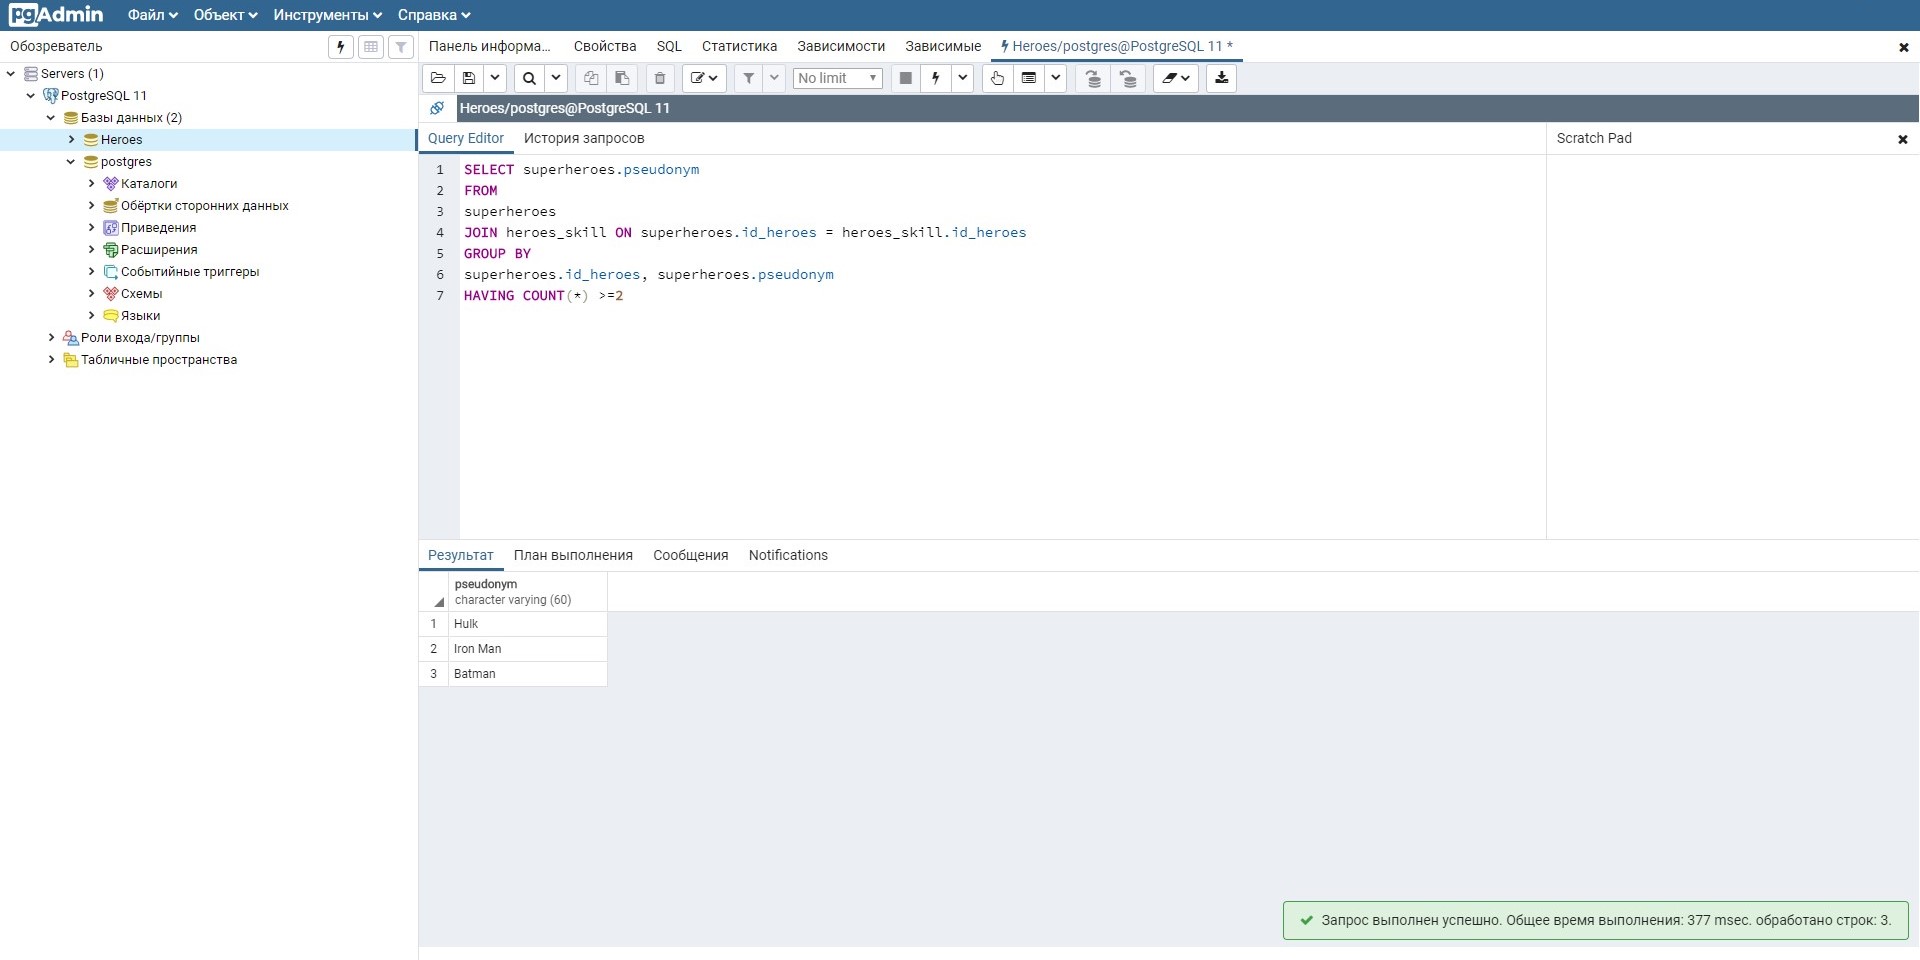 pgAdmin Файл Объект Инструменты Справка
Обозреватель
Servers (1)
PostgreSQL 11
Базы данных (2)
Heroes
postgres
Каталоги
Обёртки сторонних данных
Приведения
Расширения
Событийные триггеры
Схемы
Языки
Роли входа/группы
Табличные пространства
Панель информа... Свойства SQL Статистика Зависимости Зависимые Heroes/postgres@PostgreSQL 11 *
No limit
Heroes/postgres@PostgreSQL 11
Query Editor История запросов
Scratch Pad
1 SELECT superheroes.pseudonym
2 FROM
3 superheroes
4 JOIN heroes_skill ON superheroes.id_heroes = heroes_skill.id_heroes
5 GROUP BY
6 superheroes.id_heroes, superheroes.pseudonym
7 HAVING COUNT(*) >=2
Результат План выполнения Сообщения Notifications
pseudonym
character varying (60)
1 Hulk
2 Iron Man
3 Batman
Запрос выполнен успешно. Общее время выполнения: 377 msec. обработано строк: 3.